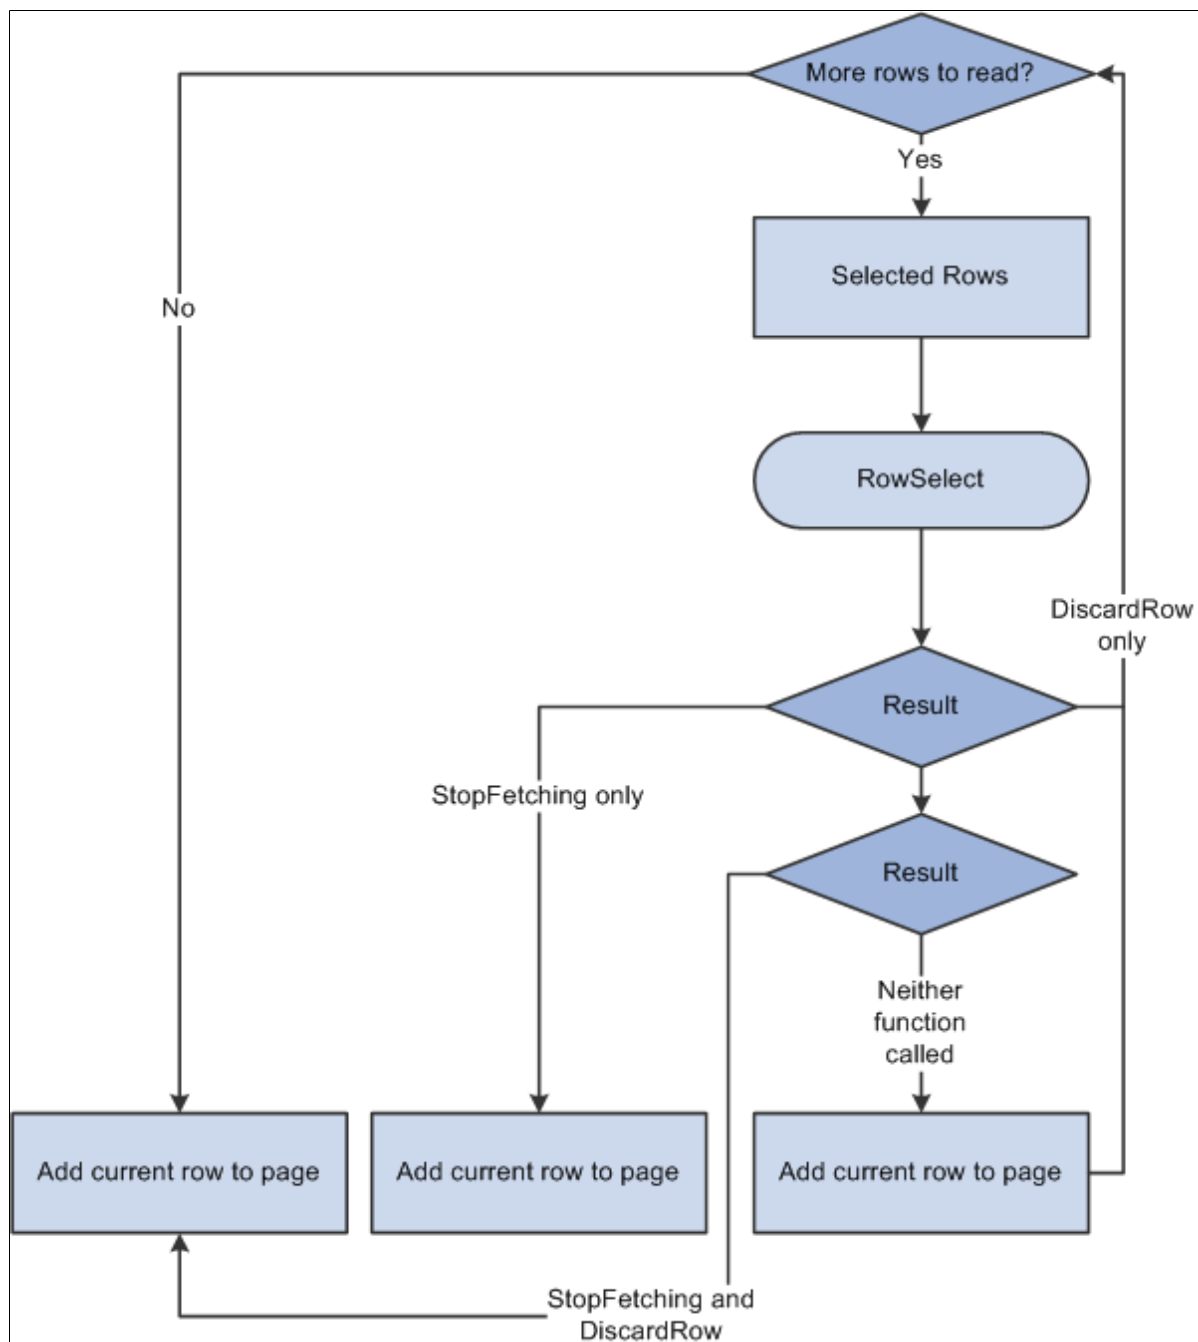 More rows to read?
Yes
Selected Rows
No
RowSelect
DiscardRow
only
Result
StopFetching only
Result
Neither
function
called
Add current row to page
Add current row to page
Add current row to page
StopFetching and
DiscardRow